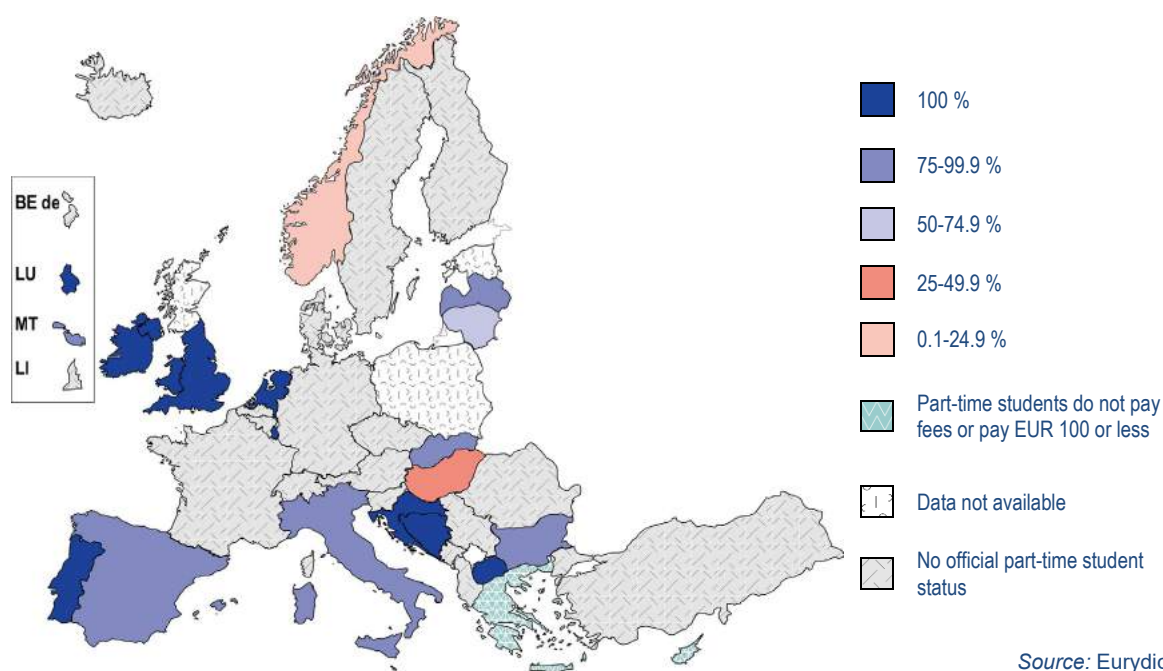 BE de
LU
MT
LI
100 %
75-99.9 %
50-74.9 %
25-49.9 %
0.1-24.9 %
Part-time students do not pay
fees or pay EUR 100 or less
Data not available
No official part-time student
status
Source: Eurydic